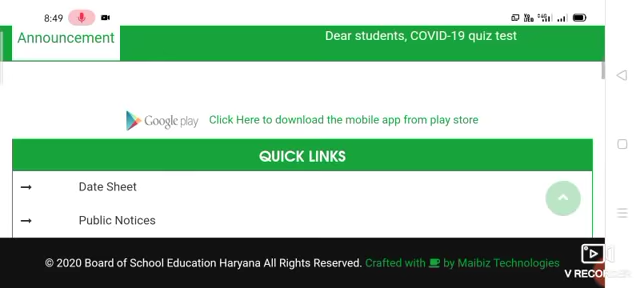 8:49
Announcement
Dear students, COVID-19 quiz test
Google play Click Here to download the mobile app from play store
QUICK LINKS
Date Sheet
Public Notices
© 2020 Board of School Education Haryana All Rights Reserved. Crafted with by Maibiz Technologies
V RECORDER